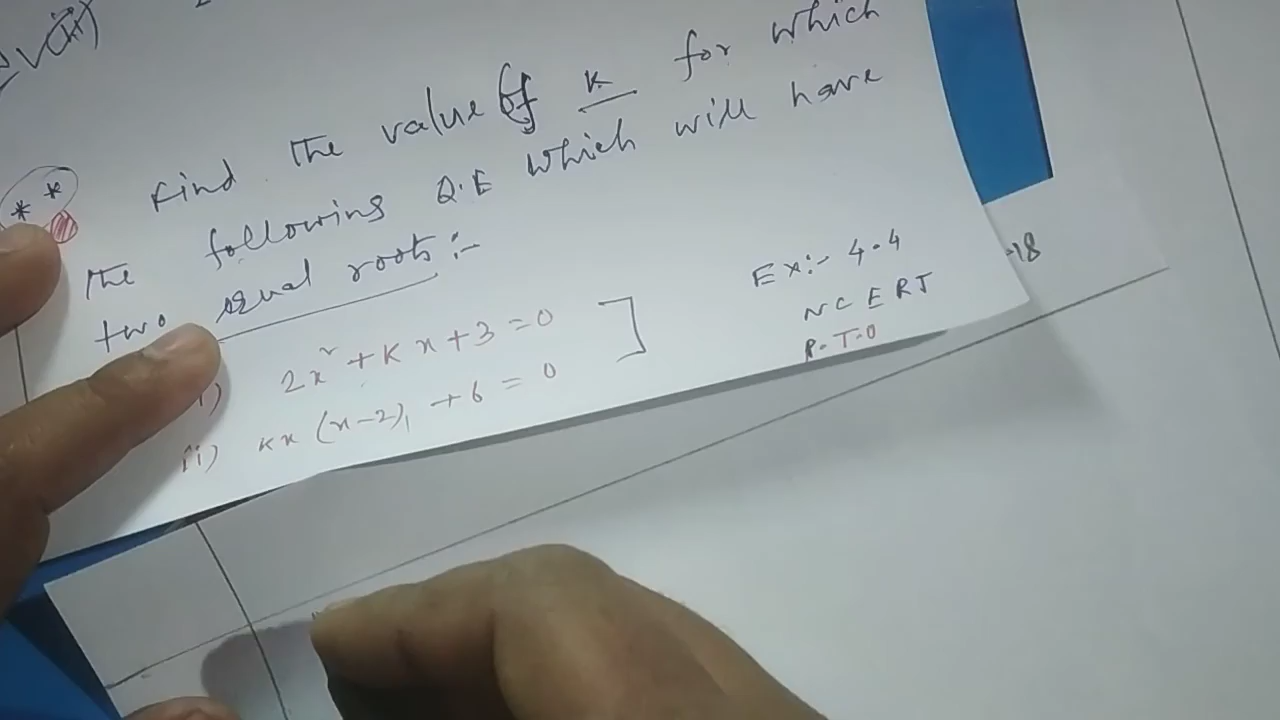 Find the value of K for which
the following Q.E which will have
two equal roots:-
i) 2x² + Kx + 3 = 0
ii) Kx (x-2) + 6 = 0
Ex:- 4.4
NCERT
P.T.O
-18